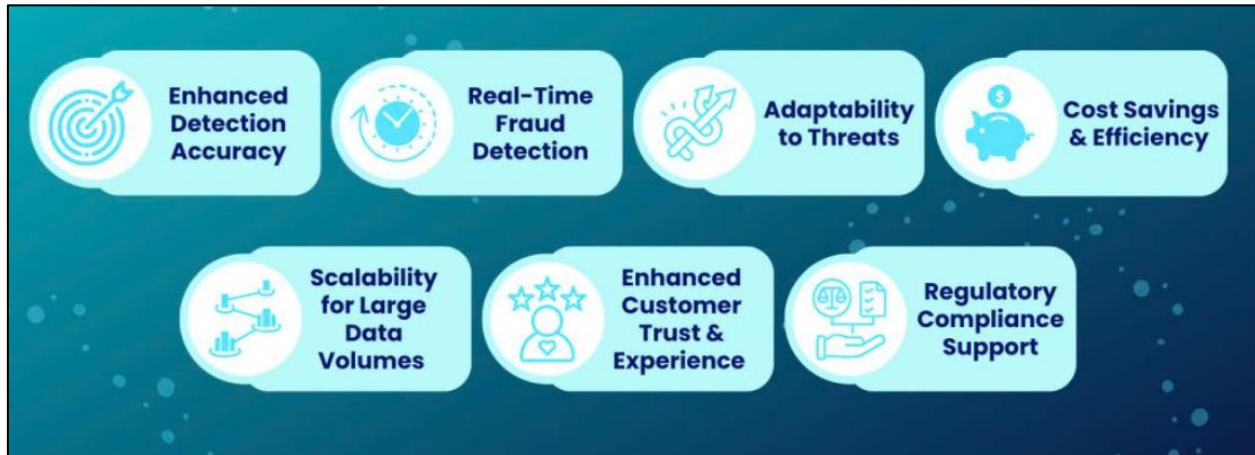 Enhanced
Detection
Accuracy
Real-Time
Fraud
Detection
Adaptability
to Threats
Cost Savings
& Efficiency
$
Scalability
for Large
Data
Volumes
Enhanced
Customer
Trust &
Experience
Regulatory
Compliance
Support